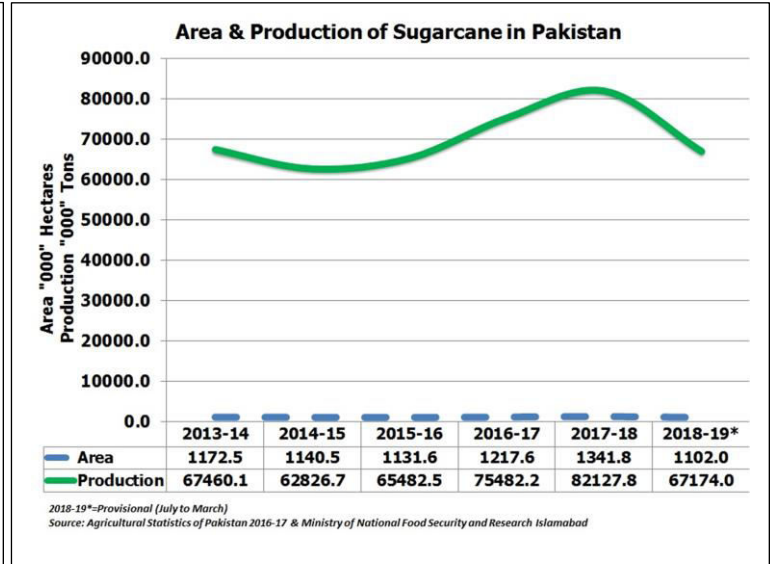 Area & Production of Sugarcane in Pakistan
Area "000" Hectares
Production "000" Tons
90000.0
80000.0
70000.0
60000.0
50000.0
40000.0
30000.0
20000.0
10000.0
0.0
2013-14 2014-15 2015-16 2016-17 2017-18 2018-19*
Area 1172.5 1140.5 1131.6 1217.6 1341.8 1102.0
Production 67460.1 62826.7 65482.5 75482.2 82127.8 67174.0
2018-19*=Provisional (July to March)
Source: Agricultural Statistics of Pakistan 2016-17 & Ministry of National Food Security and Research Islamabad